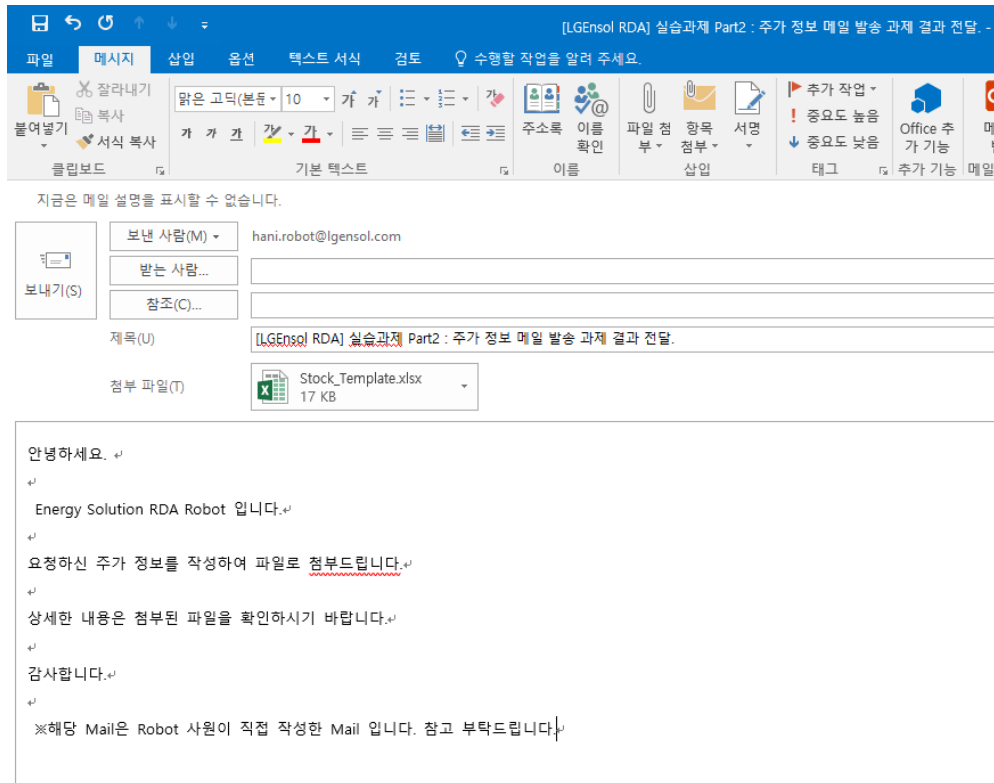 [LGEnsol RDA] 실습과제 Part2 : 주가 정보 메일 발송 과제 결과 전달. -
파일 메시지 삽입 옵션 텍스트 서식 검토 수행할 작업을 알려 주세요.
붙여넣기 잘라내기 복사 서식 복사
클립보드
맑은 고딕(본문 10 가 가 가
가 가 가 가 가
기본 텍스트
주소록 이름 확인
이름
파일 첨부 항목 첨부 서명
삽입
추가 작업
중요도 높음
중요도 낮음
태그
Office 추가 기능
추가 기능 메일
지금은 메일 설명을 표시할 수 없습니다.
보내기(S)
보낸 사람(M) hani.robot@lgensol.com
받는 사람...
참조(C)...
제목(U) [LGEnsol RDA] 실습과제 Part2 : 주가 정보 메일 발송 과제 결과 전달.
첨부 파일(T) Stock_Template.xlsx
17 KB
안녕하세요.
Energy Solution RDA Robot 입니다.
요청하신 주가 정보를 작성하여 파일로 첨부드립니다.
상세한 내용은 첨부된 파일을 확인하시기 바랍니다.
감사합니다.
※해당 Mail은 Robot 사원이 직접 작성한 Mail 입니다. 참고 부탁드립니다.